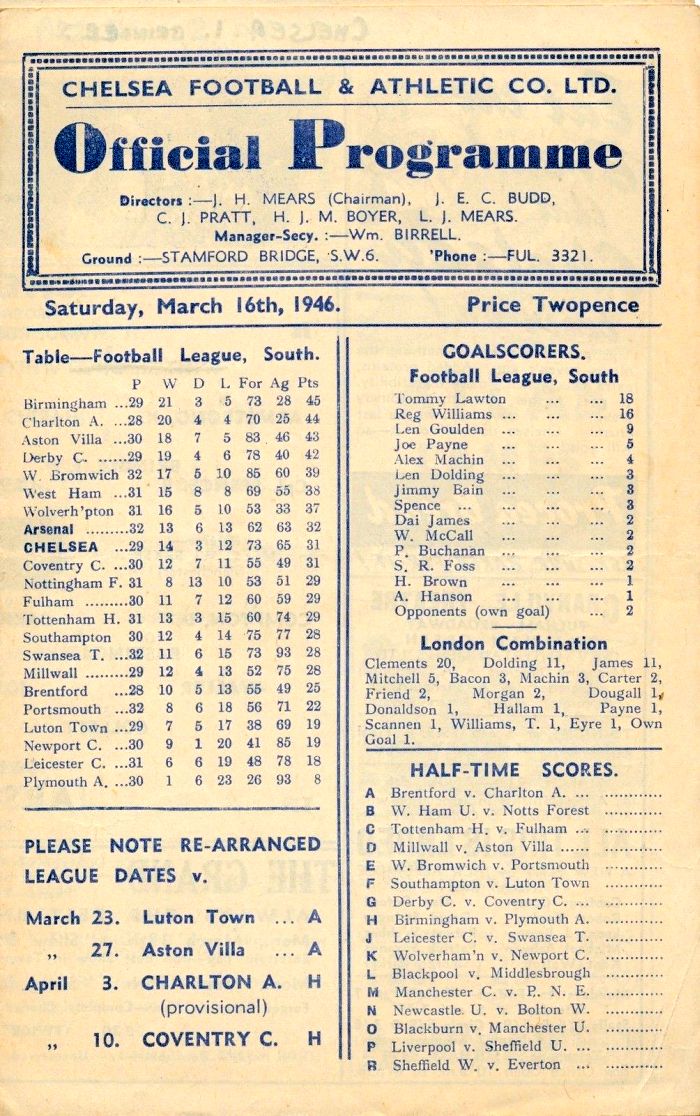 CHELSEA FOOTBALL & ATHLETIC CO. LTD.
Official Programme
Directors :—J. H. MEARS (Chairman), J. E. C. BUDD,
C. J. PRATT, H. J. M. BOYER, L. J. MEARS.
Manager-Secy. :—Wm. BIRRELL.
Ground :—STAMFORD BRIDGE, S.W.6. 'Phone :—FUL. 3321.
Saturday, March 16th, 1946. Price Twopence
Table—Football League, South.
P W D L For Ag Pts
Birmingham ...29 21 3 5 73 28 45
Charlton A. ...28 20 4 4 70 25 44
Aston Villa ...30 18 7 5 83 46 43
Derby C. ......29 19 4 6 78 40 42
W. Bromwich 32 17 5 10 85 60 39
West Ham ...31 15 8 8 69 55 38
Wolverh'pton 31 16 5 10 53 33 37
Arsenal .........32 13 6 13 62 63 32
CHELSEA ...29 14 3 12 73 65 31
Coventry C. ...30 12 7 11 55 49 31
Nottingham F. 31 8 13 10 53 51 29
Fulham .........30 11 7 12 60 59 29
Tottenham H. 31 13 3 15 60 74 29
Southampton 30 12 4 14 75 77 28
Swansea T. ...32 11 6 15 73 93 28
Millwall .........29 12 4 13 52 75 28
Brentford ...28 10 5 13 55 49 25
Portsmouth ...32 8 6 18 56 71 22
Luton Town ...29 7 5 17 38 69 19
Newport C. ...30 9 1 20 41 85 19
Leicester C. ...31 6 6 19 48 78 18
Plymouth A. ...30 1 6 23 26 93 8
PLEASE NOTE RE-ARRANGED
LEAGUE DATES v.
March 23. Luton Town ... A
„ 27. Aston Villa ... A
April 3. CHARLTON A. H
(provisional)
„ 10. COVENTRY C. H
GOALSCORERS.
Football League, South
Tommy Lawton ... ... 18
Reg Williams ... ... ... 16
Len Goulden ... ... ... 9
Joe Payne ... ... ... 5
Alex Machin ... ... ... 4
Len Dolding ... ... ... 3
Jimmy Bain ... ... ... 3
Spence ... ... ... ... 3
Dai James ... ... ... 2
W. McCall ... ... ... 2
P. Buchanan ... ... ... 2
S. R. Foss ... ... ... 2
H. Brown ... ... ... 1
A. Hanson ... ... ... 1
Opponents (own goal) ... 2
London Combination
Clements 20, Dolding 11, James 11,
Mitchell 5, Bacon 3, Machin 3, Carter 2,
Friend 2, Morgan 2, Dougall 1,
Donaldson 1, Hallam 1, Payne 1,
Scannen 1, Williams, T. 1, Eyre 1, Own
Goal 1.
HALF-TIME SCORES.
A Brentford v. Charlton A. ... ............
B W. Ham U. v. Notts Forest ............
C Tottenham H. v. Fulham ... ............
D Millwall v. Aston Villa ...... ............
E W. Bromwich v. Portsmouth ............
F Southampton v. Luton Town ............
G Derby C. v. Coventry C. ... ............
H Birmingham v. Plymouth A. ............
J Leicester C. v. Swansea T. ............
K Wolverham'n v. Newport C. ............
L Blackpool v. Middlesbrough ............
M Manchester C. v. P. N. E. ............
N Newcastle U. v. Bolton W. ............
O Blackburn v. Manchester U. ............
P Liverpool v. Sheffield U. ... ............
R Sheffield W. v. Everton ... ............